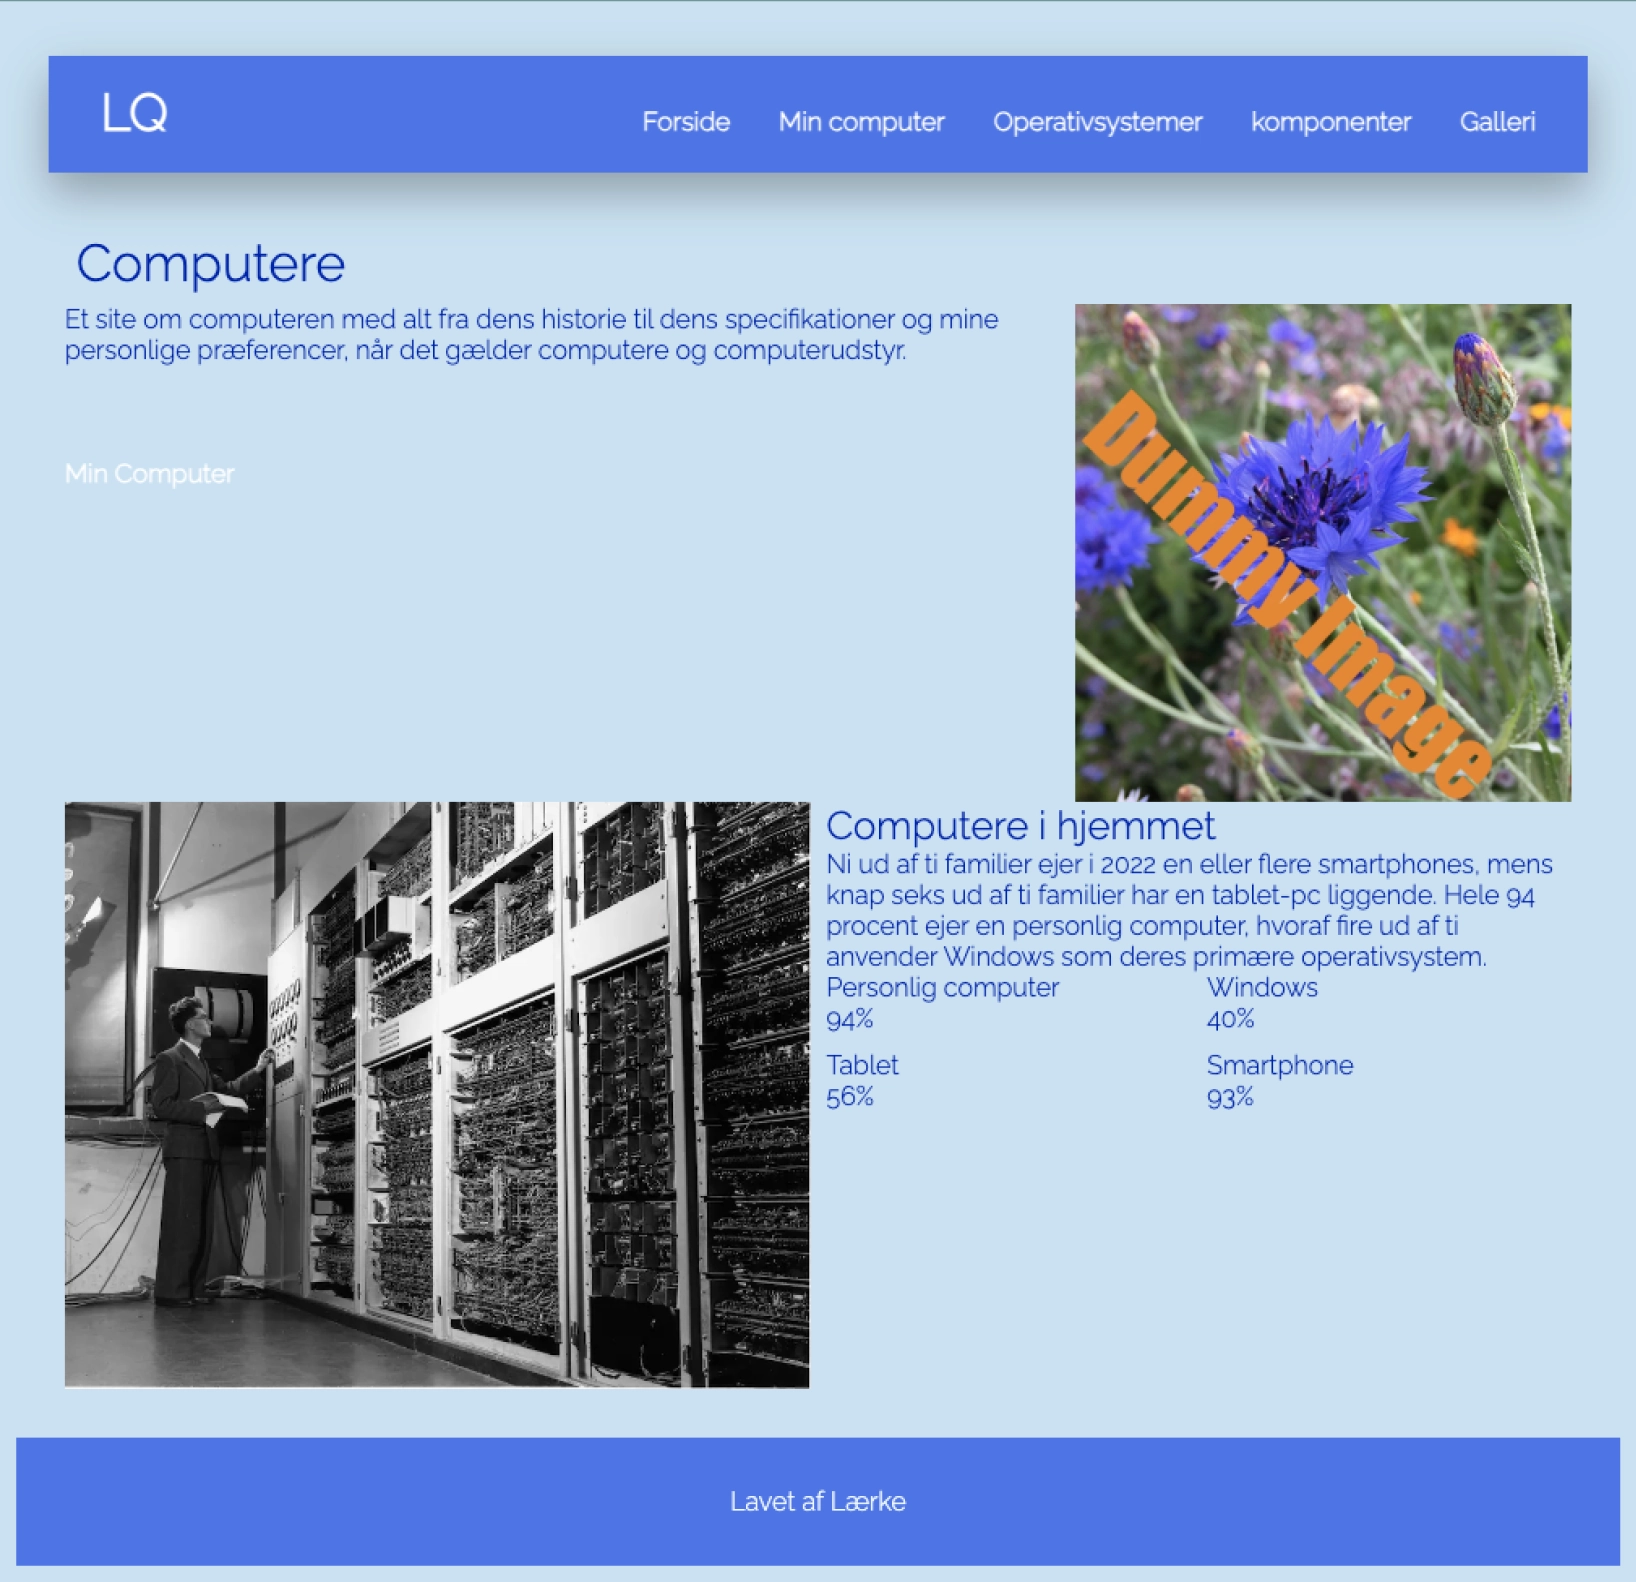 LQ
Forside
Min computer
Operativsystemer
komponenter
Galleri
Computere
Et site om computeren med alt fra dens historie til dens specifikationer og mine
personlige præferencer, når det gælder computere og computerudstyr.
Min Computer
Dummy Image
Computere i hjemmet
Ni ud af ti familier ejer i 2022 en eller flere smartphones, mens
knap seks ud af ti familier har en tablet-pc liggende. Hele 94
procent ejer en personlig computer, hvoraf fire ud af ti
anvender Windows som deres primære operativsystem.
Personlig computer
94%
Windows
40%
Tablet
56%
Smartphone
93%
Lavet af Lærke